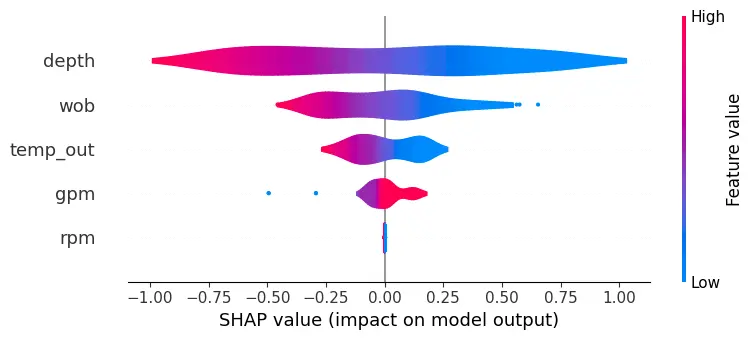 High
depth
wob
temp_out
gpm
rpm
Feature value
Low
−1.00 −0.75 −0.50 −0.25 0.00 0.25 0.50 0.75 1.00
SHAP value (impact on model output)